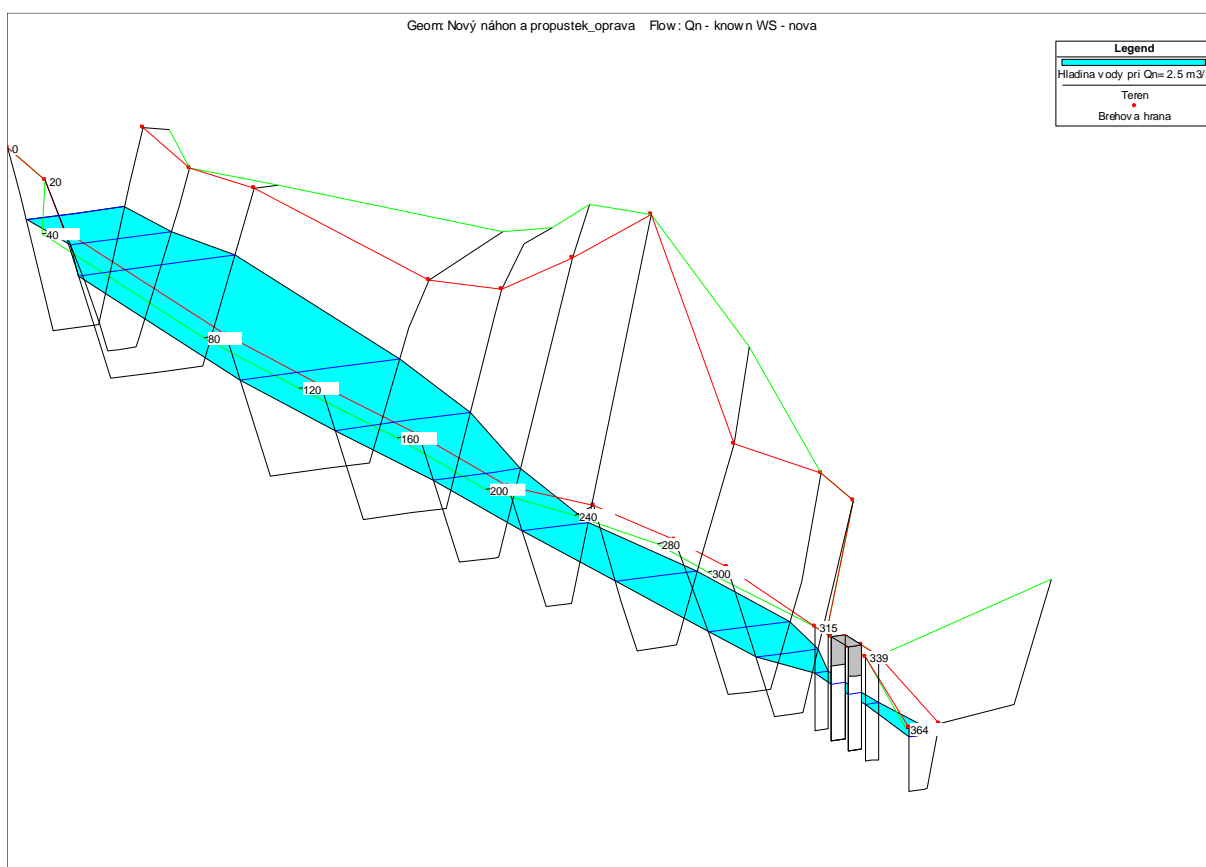 Geom: Nový náhon a propustek_oprava    Flow: Qn - known WS - nova
Legend
Hladina vody pri Qn= 2.5 m3/s
Teren
Brehova hrana
0
20
40
80
120
160
200
240
280
300
315
339
364